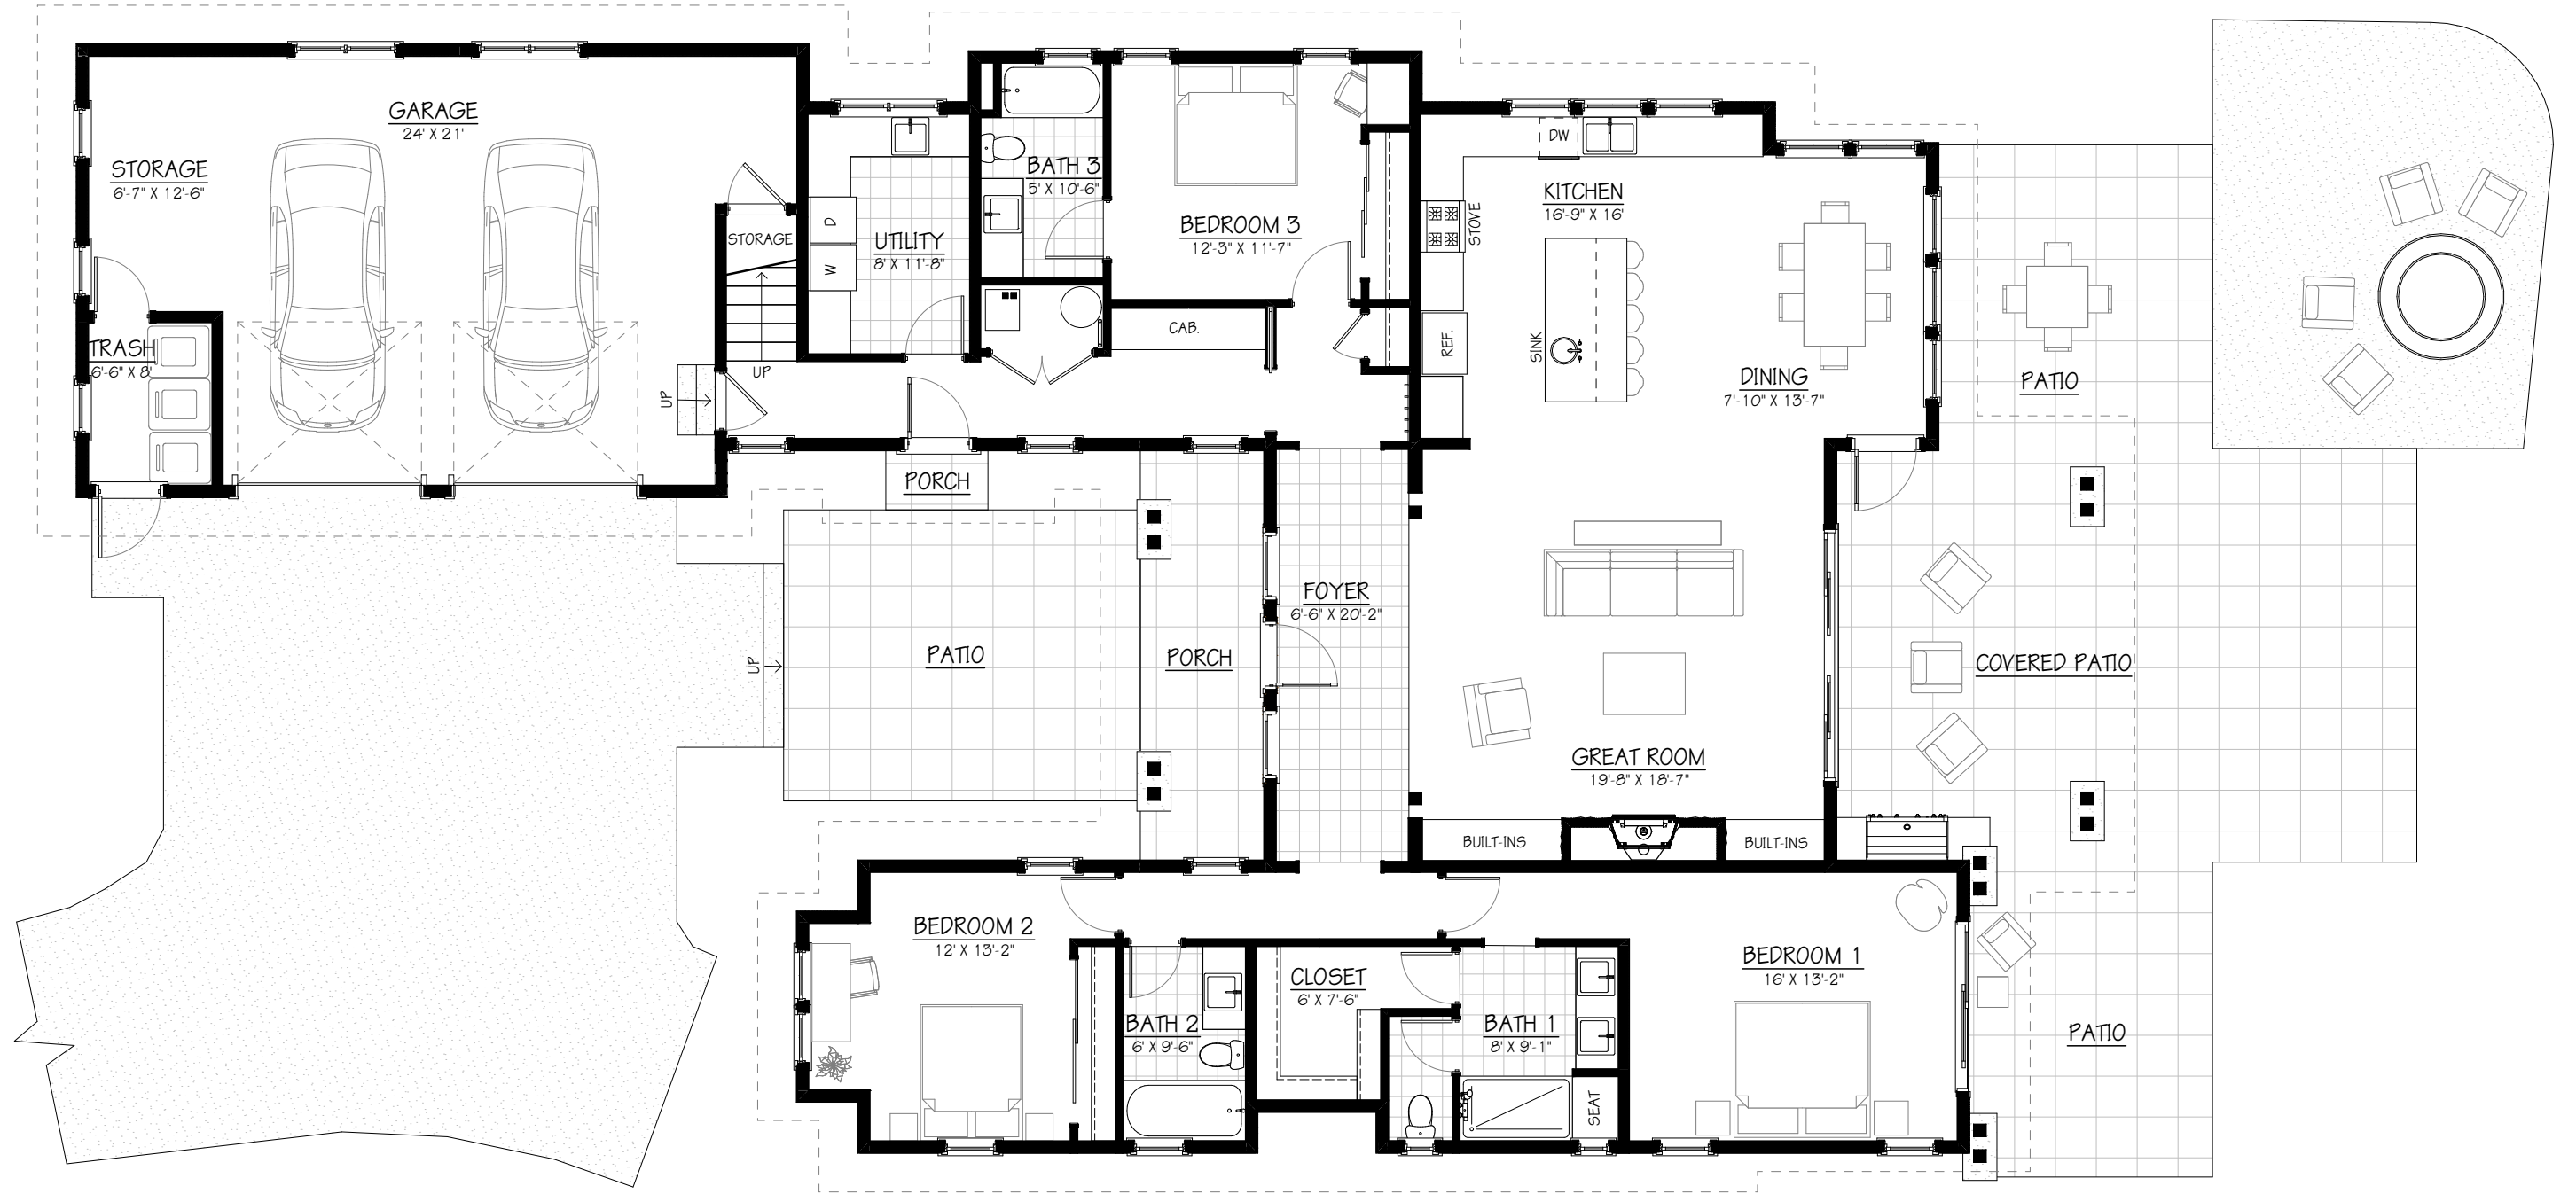 GARAGE
24' X 21'
STORAGE
6'-7" X 12'-6"
STORAGE
UP
UP
TRASH
6'-6" X 8'
D
W
UTILITY
8' X 11'-8"
BATH 3
5' X 10'-6"
BEDROOM 3
12'-3" X 11'-7"
CAB.
DW
KITCHEN
16'-9" X 16'
STOVE
REF.
SINK
DINING
7'-10" X 13'-7"
PATIO
PORCH
UP
PATIO
PORCH
FOYER
6'-6" X 20'-2"
GREAT ROOM
19'-8" X 18'-7"
COVERED PATIO
BUILT-INS
BUILT-INS
BEDROOM 2
12' X 13'-2"
BATH 2
6' X 9'-6"
CLOSET
6' X 7'-6"
BATH 1
8' X 9'-1"
SEAT
BEDROOM 1
16' X 13'-2"
PATIO